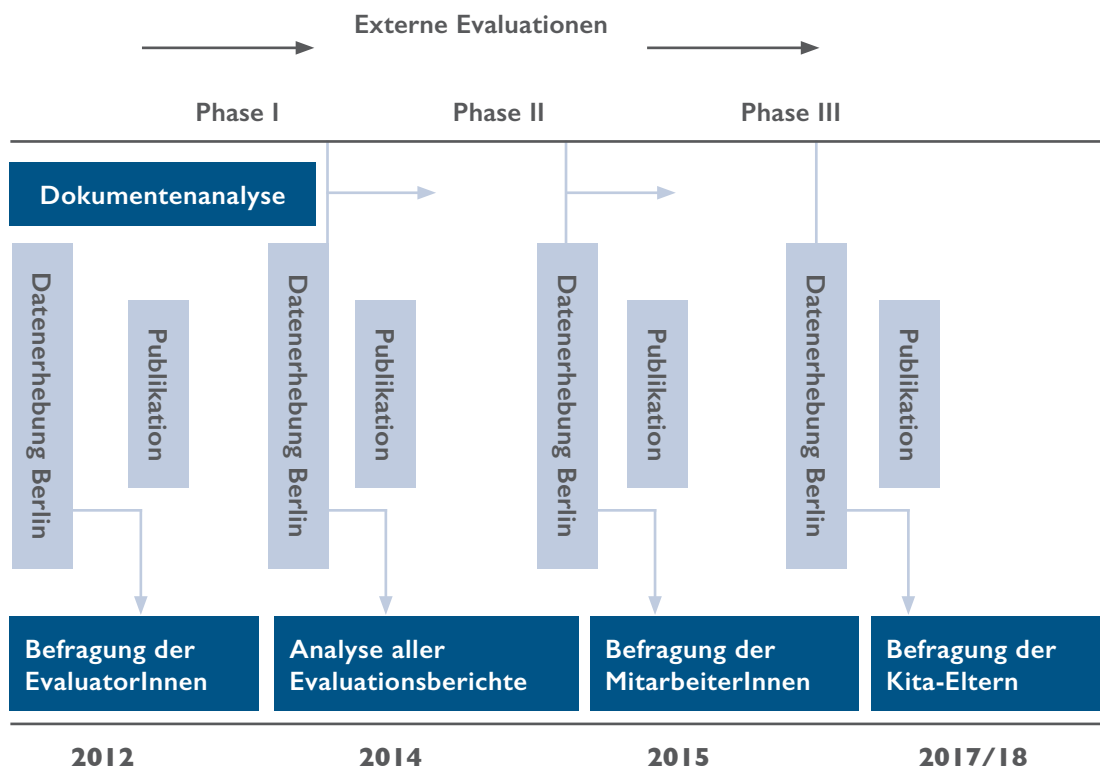 Externe Evaluationen
Phase I
Phase II
Phase III
Dokumentenanalyse
Datenerhebung Berlin
Publikation
Datenerhebung Berlin
Publikation
Datenerhebung Berlin
Publikation
Datenerhebung Berlin
Publikation
Befragung der
EvaluatorInnen
Analyse aller
Evaluationsberichte
Befragung der
MitarbeiterInnen
Befragung der
Kita-Eltern
2012
2014
2015
2017/18